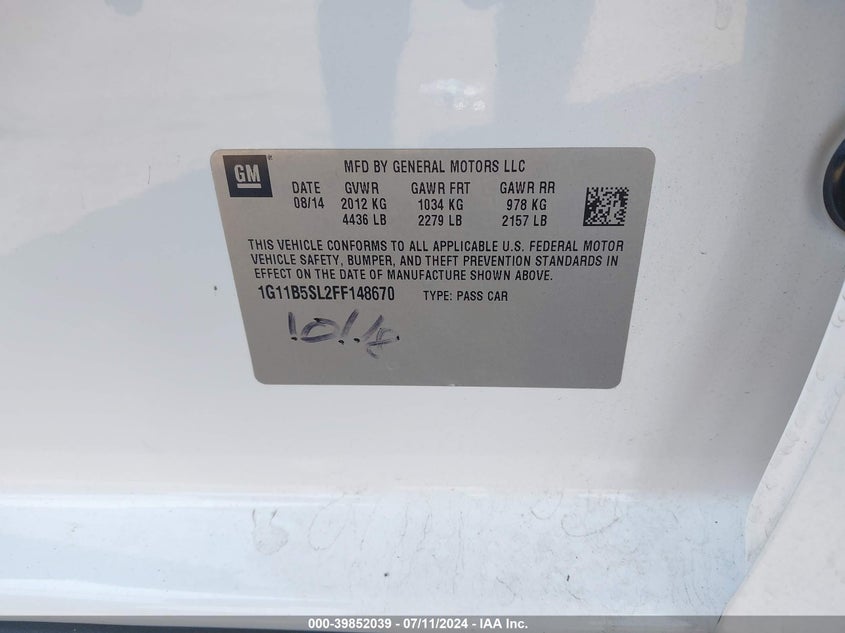 GM
MFD BY GENERAL MOTORS LLC
DATE GVWR GAWR FRT GAWR RR
08/14 2012 KG 1034 KG 978 KG
4436 LB 2279 LB 2157 LB
THIS VEHICLE CONFORMS TO ALL APPLICABLE U.S. FEDERAL MOTOR
VEHICLE SAFETY, BUMPER, AND THEFT PREVENTION STANDARDS IN
EFFECT ON THE DATE OF MANUFACTURE SHOWN ABOVE.
1G11B5SL2FF148670 TYPE: PASS CAR
000-39852039 - 07/11/2024 - IAA Inc.